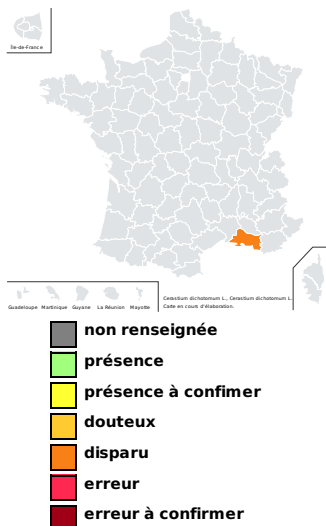 Île-de-France
Cerastium dichotomum L., Cerastium dichotomum L.
Carte en cours d'élaboration.
Guadeloupe Martinique Guyane La Réunion Mayotte
non renseignée
présence
présence à confimer
douteux
disparu
erreur
erreur à confirmer